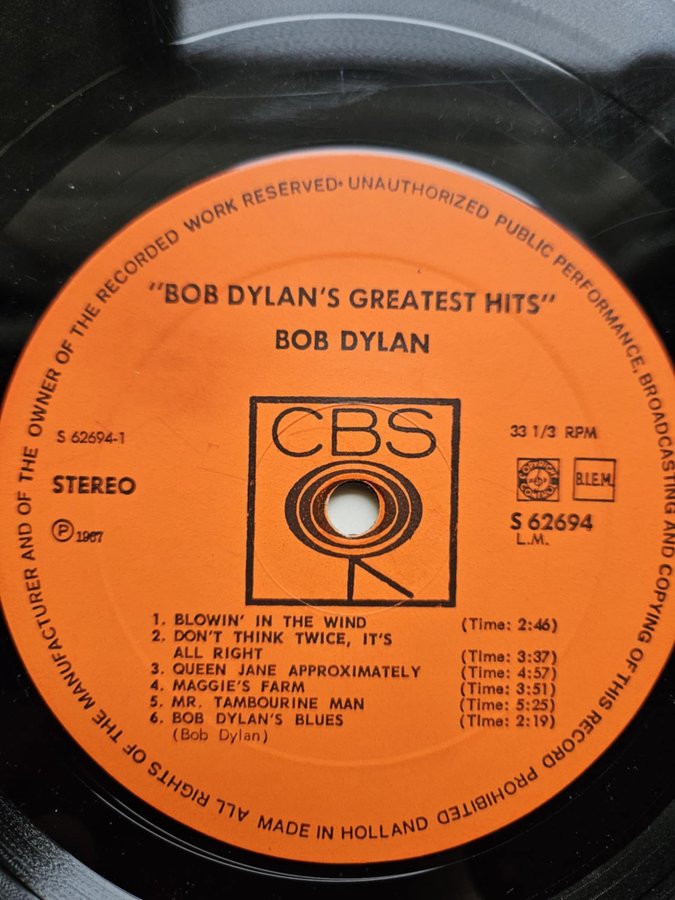 ALL RIGHTS OF THE MANUFACTURER AND OF THE OWNER OF THE RECORDED WORK RESERVED • UNAUTHORIZED PUBLIC PERFORMANCE, BROADCASTING AND COPYING OF THIS RECORD PROHIBITED
"BOB DYLAN'S GREATEST HITS"
BOB DYLAN
CBS
S 62694-1
33 1/3 RPM
STEREO
COPYRIGHT CONTROL
B.I.E.M.
Ⓟ 1967
S 62694
L.M.
1. BLOWIN' IN THE WIND (Time: 2:46)
2. DON'T THINK TWICE, IT'S
ALL RIGHT (Time: 3:37)
3. QUEEN JANE APPROXIMATELY (Time: 4:57)
4. MAGGIE'S FARM (Time: 3:51)
5. MR. TAMBOURINE MAN (Time: 5:25)
6. BOB DYLAN'S BLUES (Time: 2:19)
(Bob Dylan)
MADE IN HOLLAND